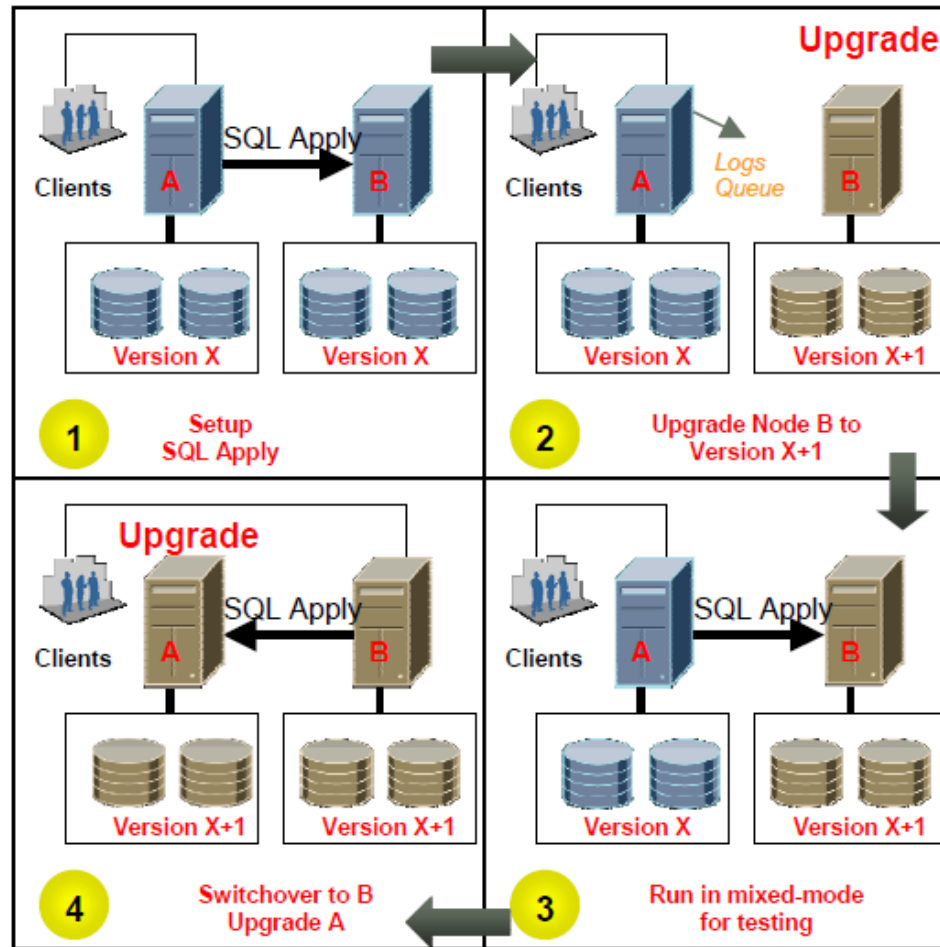 SQL Apply
Clients
A
B
Version X
Version X
1
Setup
SQL Apply
Upgrade
Logs
Queue
Clients
A
B
Version X
Version X+1
2
Upgrade Node B to
Version X+1
Upgrade
SQL Apply
Clients
A
B
Version X+1
Version X+1
4
Switchover to B
Upgrade A
SQL Apply
Clients
A
B
Version X
Version X+1
3
Run in mixed-mode
for testing